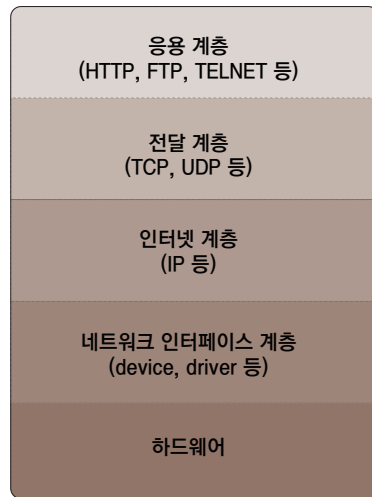 응용 계층
(HTTP, FTP, TELNET 등)
전달 계층
(TCP, UDP 등)
인터넷 계층
(IP 등)
네트워크 인터페이스 계층
(device, driver 등)
하드웨어